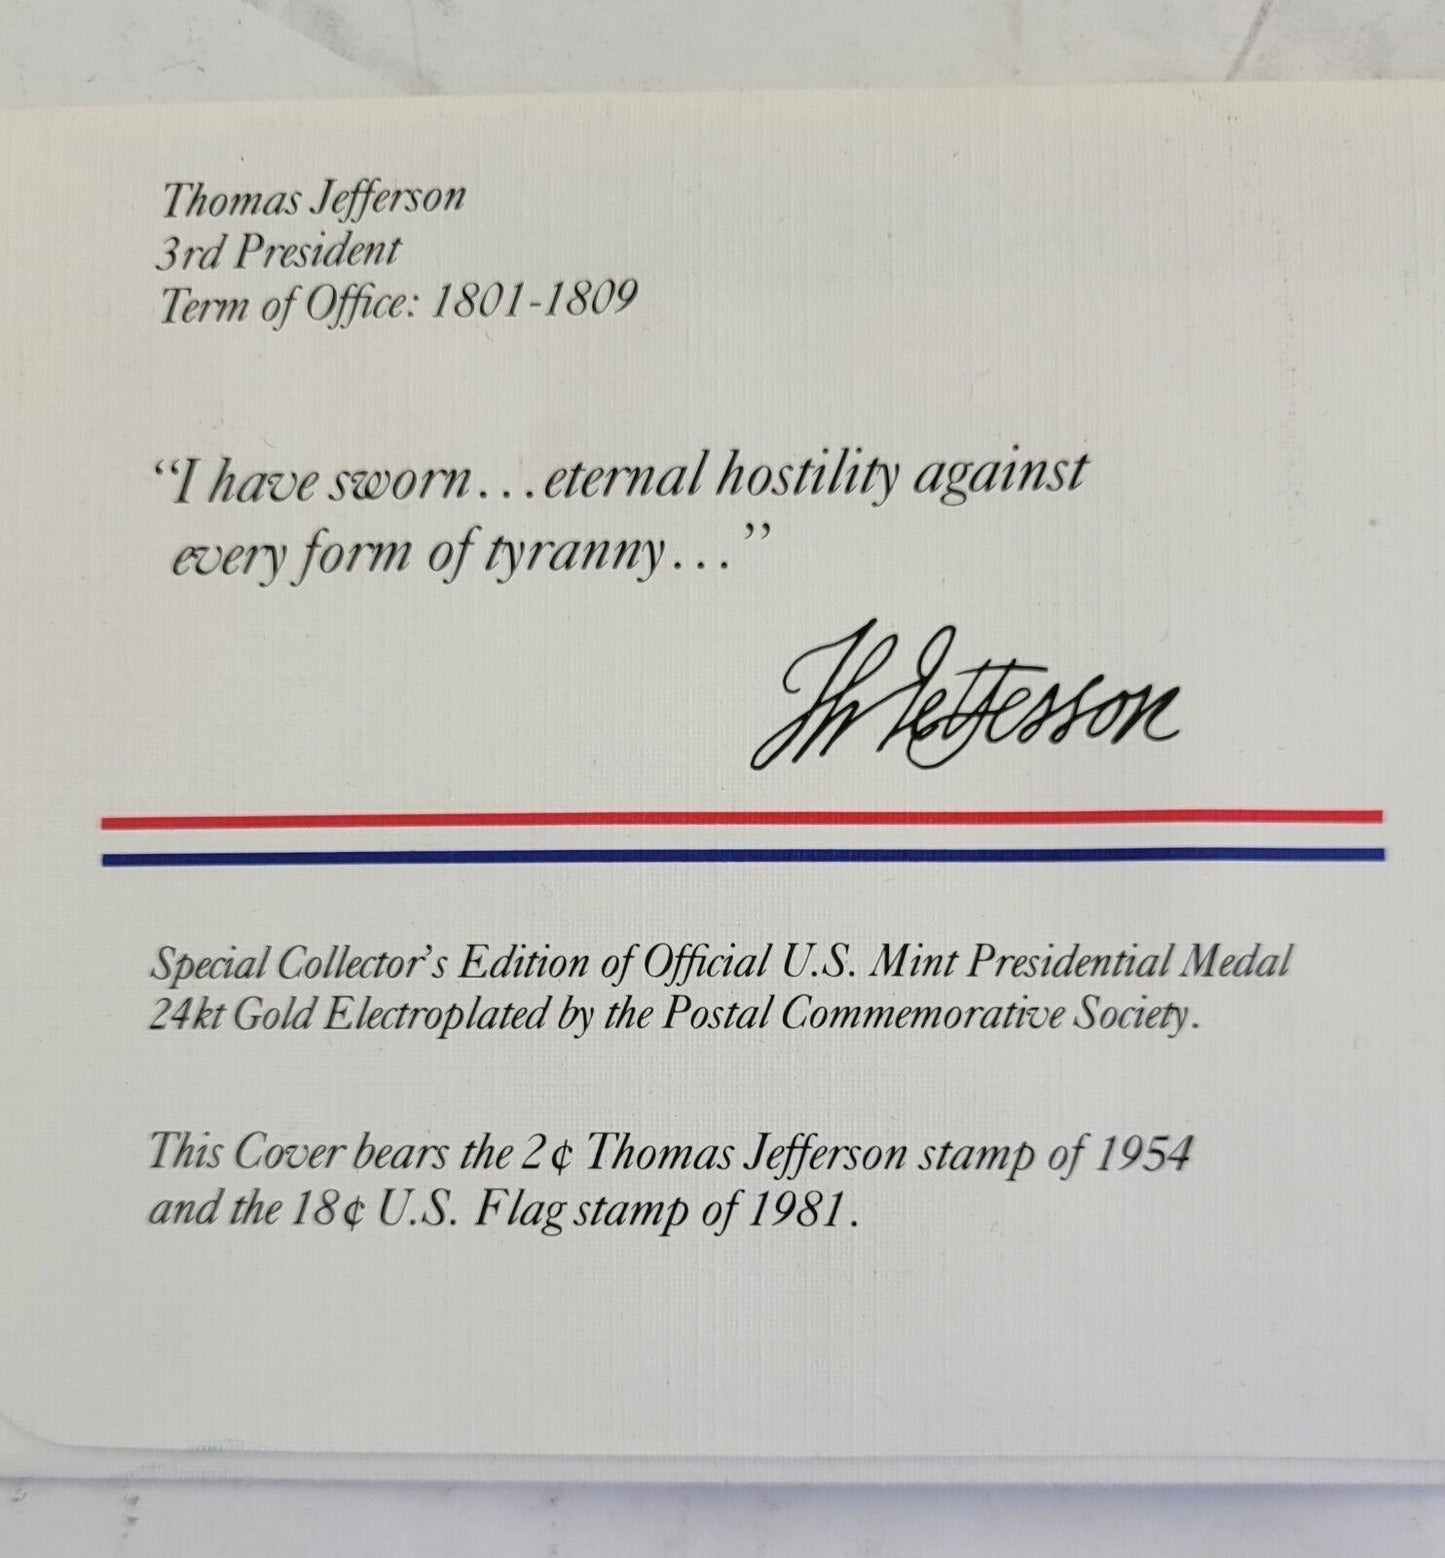 Thomas Jefferson
3rd President
Term of Office: 1801-1809
“I have sworn...eternal hostility against
every form of tyranny...”
Th Jefferson
Special Collector's Edition of Official U.S. Mint Presidential Medal
24kt Gold Electroplated by the Postal Commemorative Society.
This Cover bears the 2¢ Thomas Jefferson stamp of 1954
and the 18¢ U.S. Flag stamp of 1981.